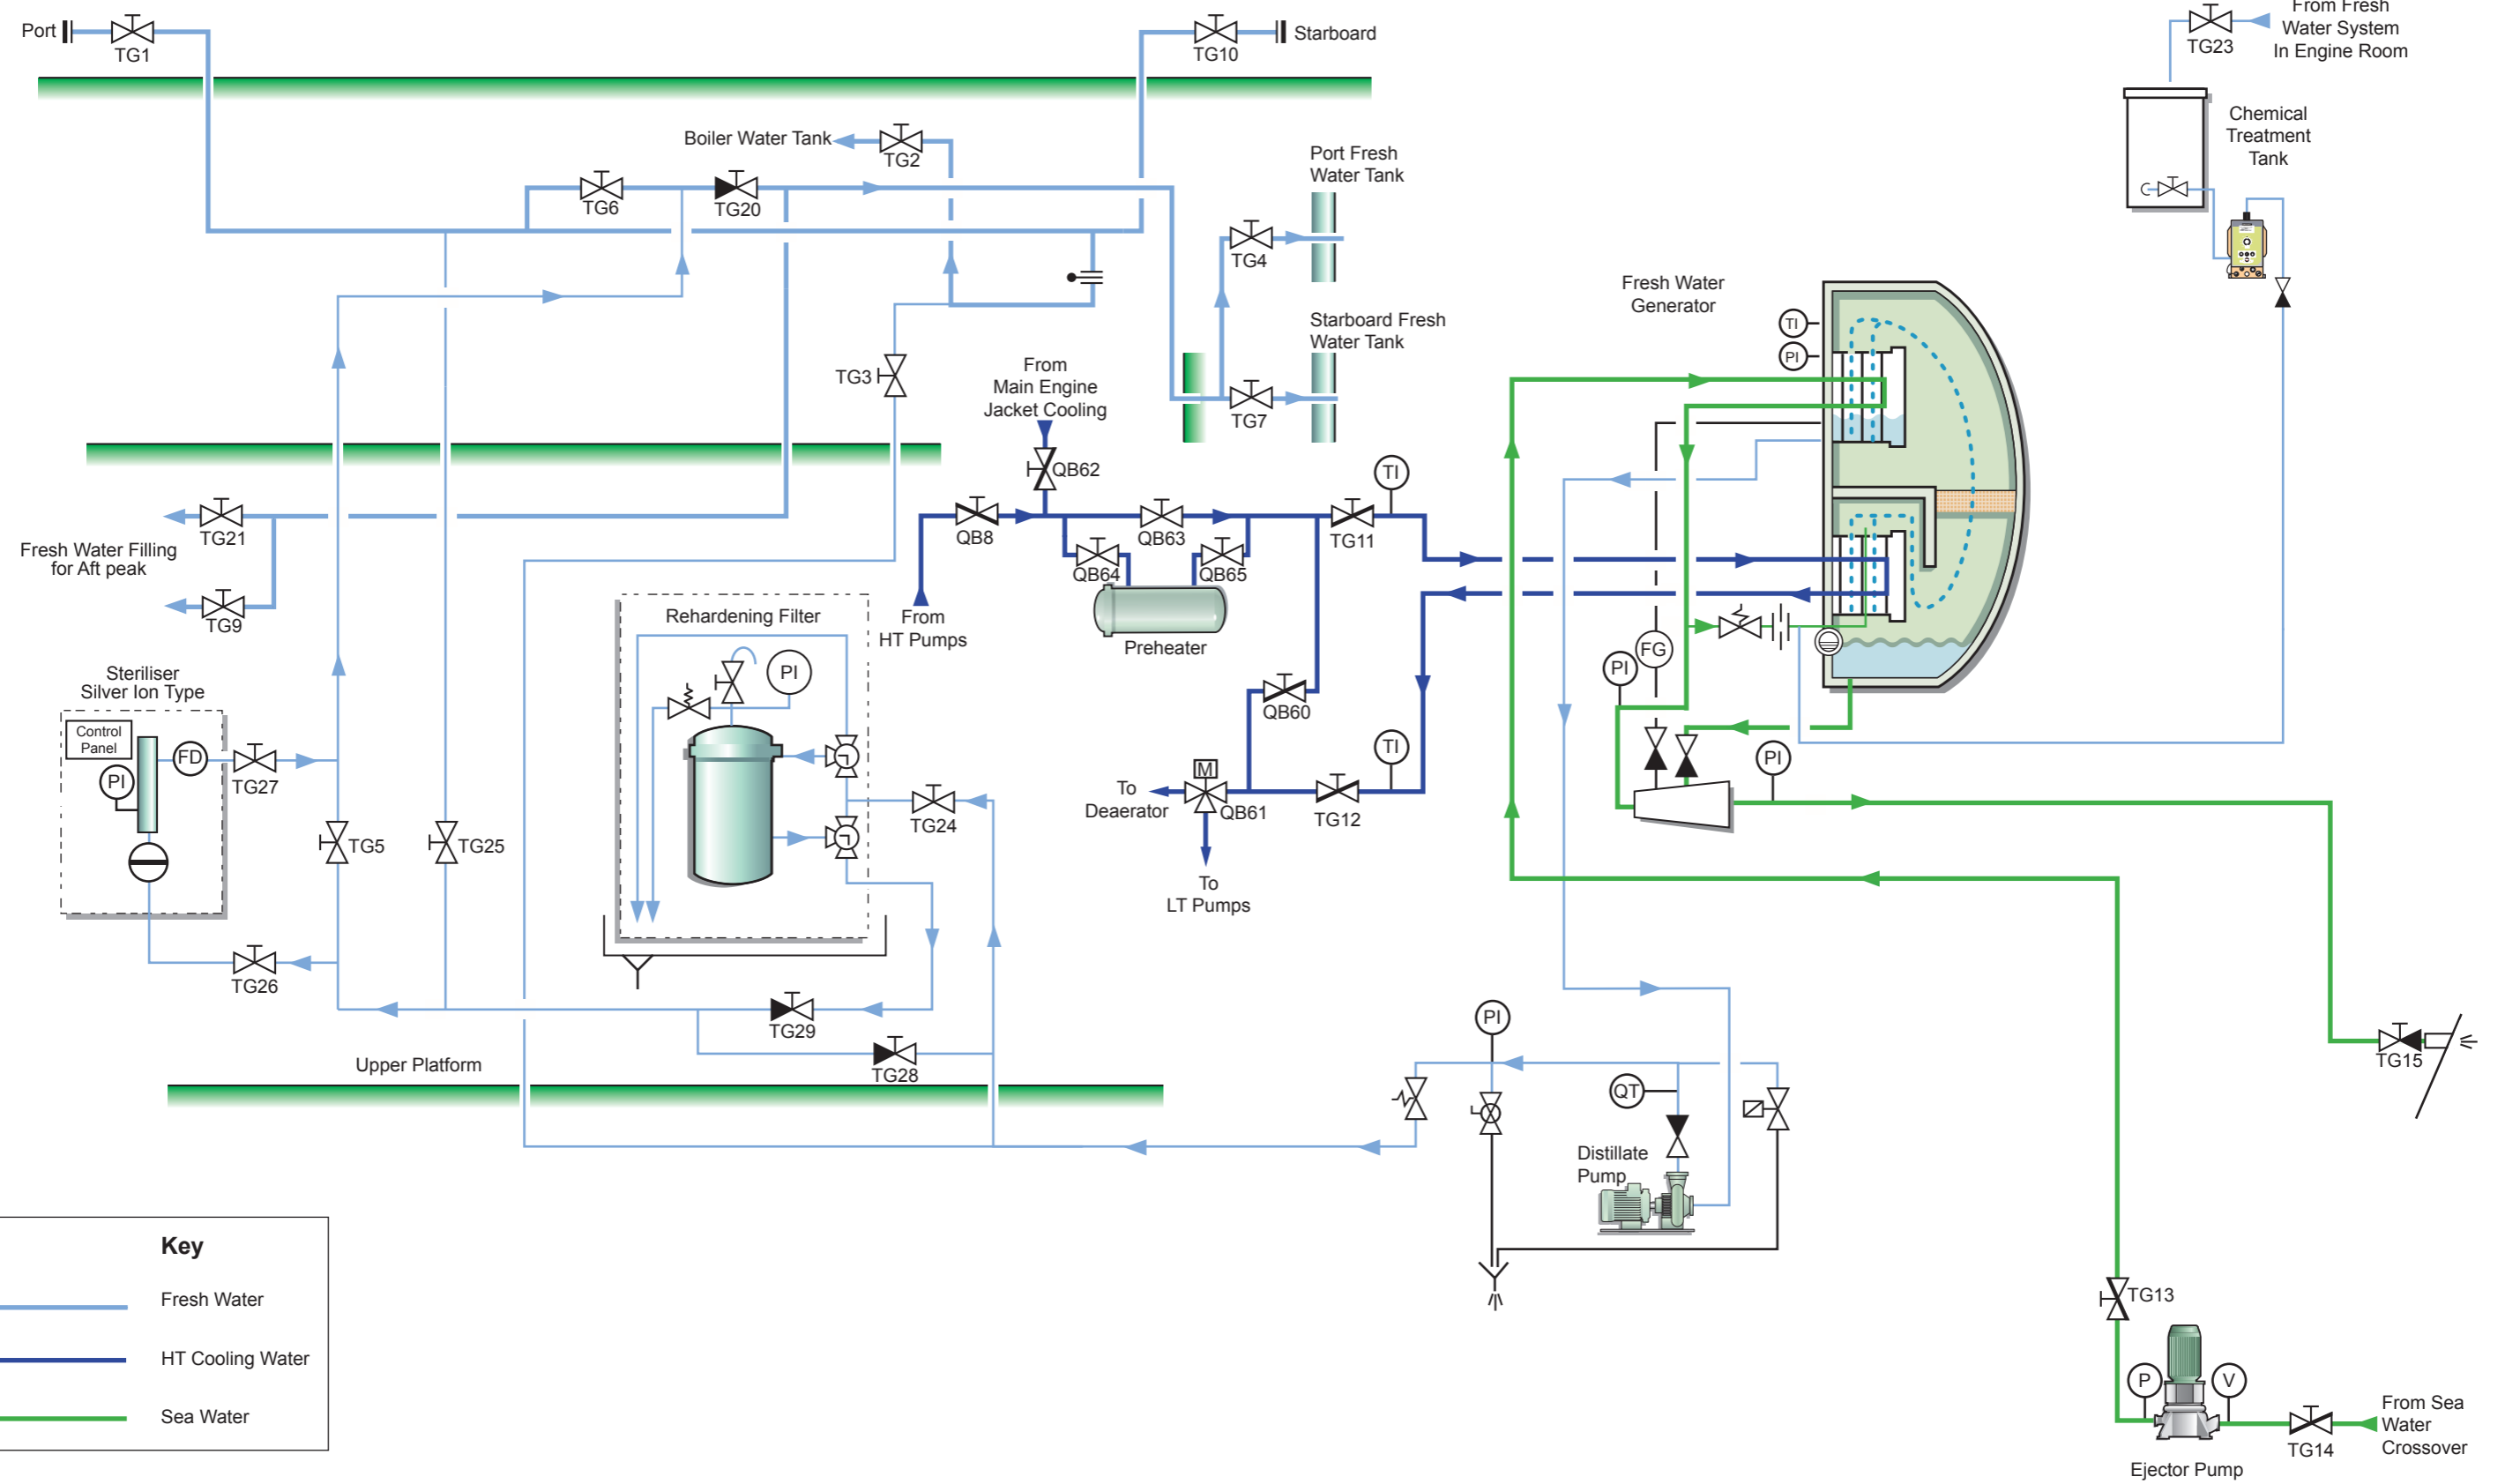 Port
TG1
TG10
Starboard
TG23
From Fresh
Water System
In Engine Room
Boiler Water Tank
TG2
TG6
TG20
Port Fresh
Water Tank
TG4
Chemical
Treatment
Tank
Fresh Water
Generator
TI
PI
Starboard Fresh
Water Tank
TG7
TG3
From
Main Engine
Jacket Cooling
QB62
TI
TG21
Fresh Water Filling
for Aft peak
TG9
QB8
QB63
TG11
QB64
QB65
From
HT Pumps
Preheater
Rehardening Filter
PI
Steriliser
Silver Ion Type
Control
Panel
PI
FD
TG27
QB60
FG
PI
PI
TI
M
To
Deaerator
QB61
TG12
To
LT Pumps
TG24
TG5
TG25
TG26
TG29
TG28
Upper Platform
PI
QT
Distillate
Pump
TG15
TG13
P
V
TG14
From Sea
Water
Crossover
Ejector Pump
Key
Fresh Water
HT Cooling Water
Sea Water